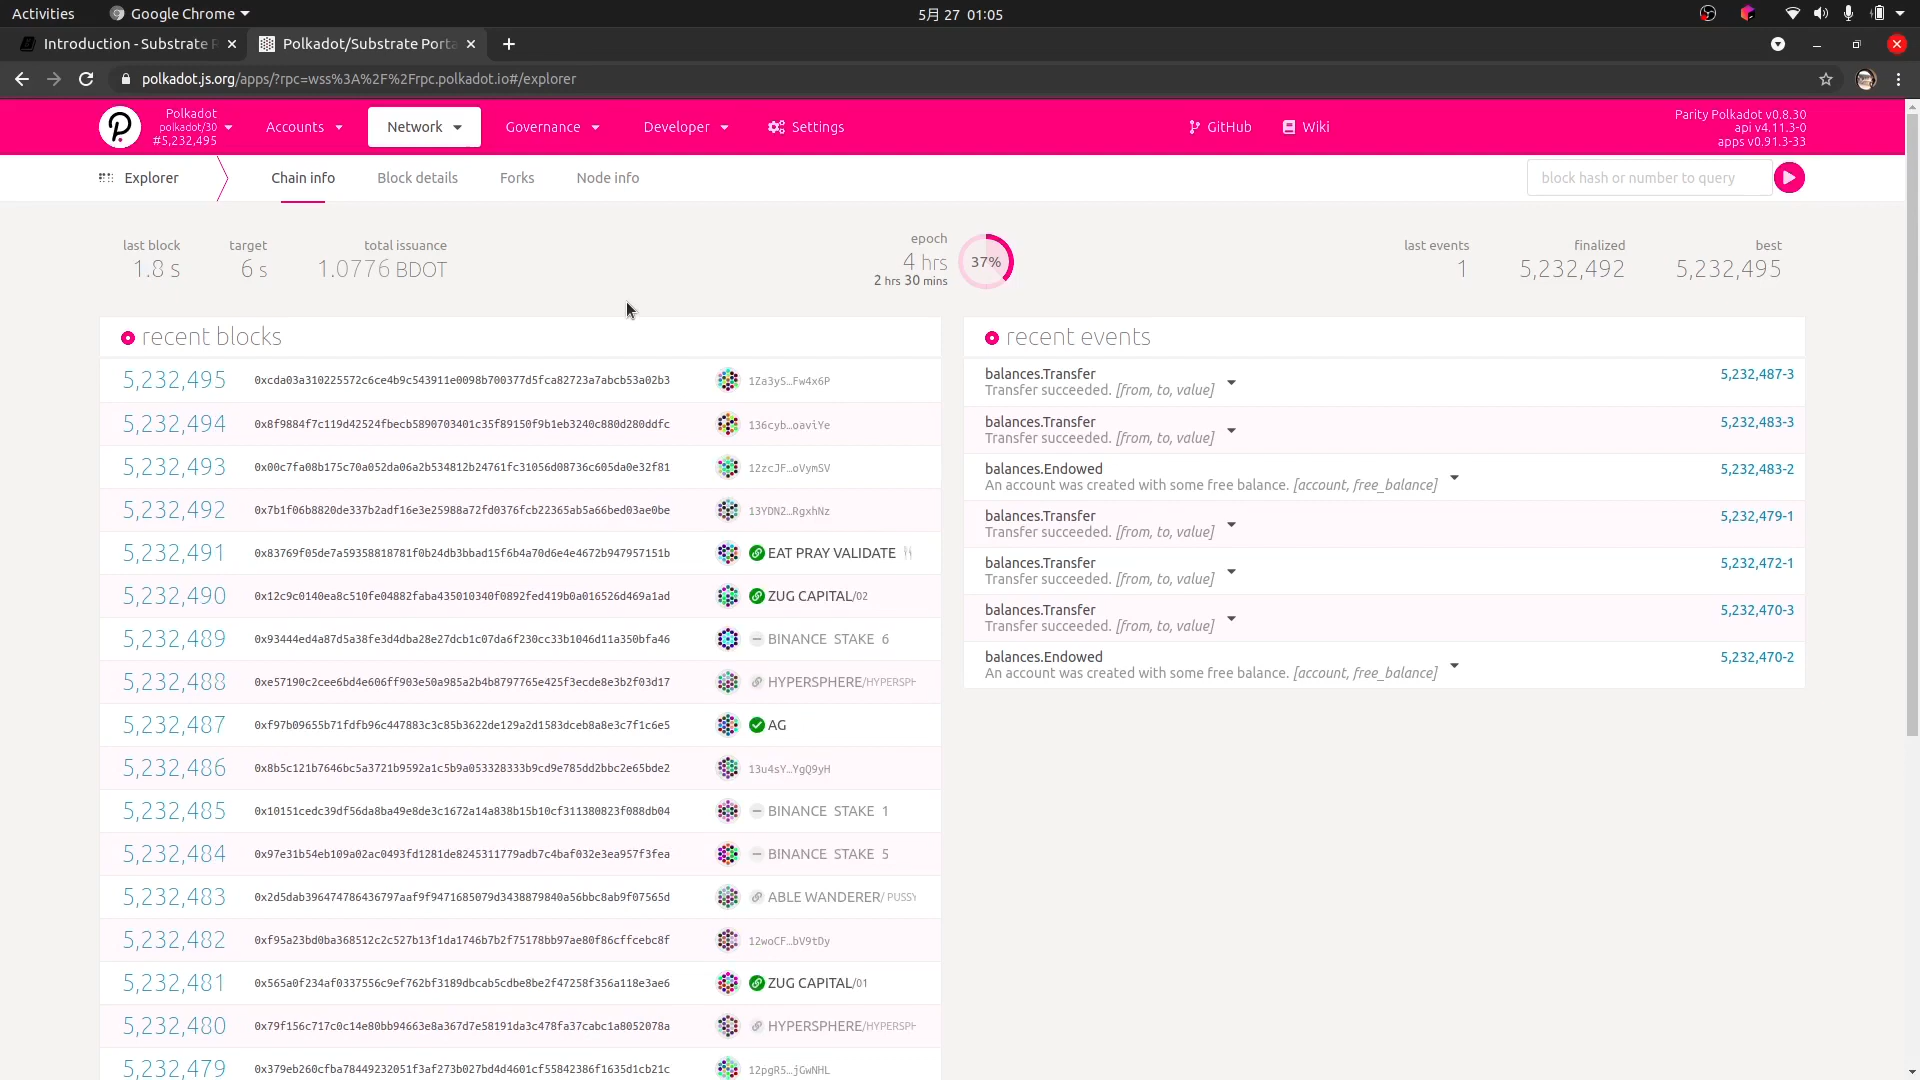 Activities
Google Chrome
5月 27 01:05
Introduction - Substrate R
Polkadot/Substrate Porta
polkadot.js.org/apps/?rpc=wss%3A%2F%2Frpc.polkadot.io#/explorer
Polkadot
polkadot/30
#5,232,495
Accounts
Network
Governance
Developer
Settings
GitHub
Wiki
Parity Polkadot v0.8.30
api v4.11.3-0
apps v0.91.3-33
Explorer
Chain info
Block details
Forks
Node info
block hash or number to query
last block
1.8 s
target
6 s
total issuance
1.0776 BDOT
epoch
4 hrs
2 hrs 30 mins
37%
last events
1
finalized
5,232,492
best
5,232,495
recent blocks
5,232,495 0xcda03a310225572c6ce4b9c543911e0098b700377d5fca82723a7abcb53a02b3 1Za3yS…Fw4x6P
5,232,494 0x8f9884f7c119d42524fbecb5890703401c35f89150f9b1eb3240c880d280ddfc 136cyb…oaviYe
5,232,493 0x00c7fa08b175c70a052da06a2b534812b24761fc31056d08736c605da0e32f81 12zcJF…oVymSV
5,232,492 0x7b1f06b8820de337b2adf16e3e25988a72fd0376fcb22365ab5a66bed03ae0be 13YDN2…RgxhNz
5,232,491 0x83769f05de7a59358818781f0b24db3bbad15f6b4a70d6e4e4672b947957151b EAT PRAY VALIDATE
5,232,490 0x12c9c0140ea8c510fe04882faba435010340f0892fed419b0a016526d469a1ad ZUG CAPITAL/02
5,232,489 0x93444ed4a87d5a38fe3d4dba28e27dcb1c07da6f230cc33b1046d11a350bfa46 BINANCE STAKE 6
5,232,488 0xe57190c2cee6bd4e606ff903e50a985a2b4b8797765e425f3ecde8e3b2f03d17 HYPERSPHERE/HYPERSPH
5,232,487 0xf97b09655b71fdfb96c447883c3c85b3622de129a2d1583dceb8a8e3c7f1c6e5 AG
5,232,486 0x8b5c121b7646bc5a3721b9592a1c5b9a053328333b9cd9e785dd2bbc2e65bde2 13u4sY…YgQ9yH
5,232,485 0x10151cedc39df56da8ba49e8de3c1672a14a838b15b10cf311380823f088db04 BINANCE STAKE 1
5,232,484 0x97e31b54eb109a02ac0493fd1281de8245311779adb7c4baf032e3ea957f3fea BINANCE STAKE 5
5,232,483 0x2d5dab396474786436797aaf9f9471685079d3438879840a56bbc8ab9f07565d ABLE WANDERER/ PUSSY
5,232,482 0xf95a23bd0ba368512c2c527b13f1da1746b7b2f75178bb97ae80f86cffcebc8f 12woCF…bV9tDy
5,232,481 0x565a0f234af0337556c9ef762bf3189dbcab5cdbe8be2f47258f356a118e3ae6 ZUG CAPITAL/01
5,232,480 0x79f156c717c0c14e80bb94663e8a367d7e58191da3c478fa37cabc1a8052078a HYPERSPHERE/HYPERSPH
5,232,479 0x379eb260cfba78449232051f3af273b027bd4d4601cf55842386f1635d1cb21c 12pgR5…jGwNHL
recent events
balances.Transfer 5,232,487-3
Transfer succeeded. [from, to, value]
balances.Transfer 5,232,483-3
Transfer succeeded. [from, to, value]
balances.Endowed 5,232,483-2
An account was created with some free balance. [account, free_balance]
balances.Transfer 5,232,479-1
Transfer succeeded. [from, to, value]
balances.Transfer 5,232,472-1
Transfer succeeded. [from, to, value]
balances.Transfer 5,232,470-3
Transfer succeeded. [from, to, value]
balances.Endowed 5,232,470-2
An account was created with some free balance. [account, free_balance]